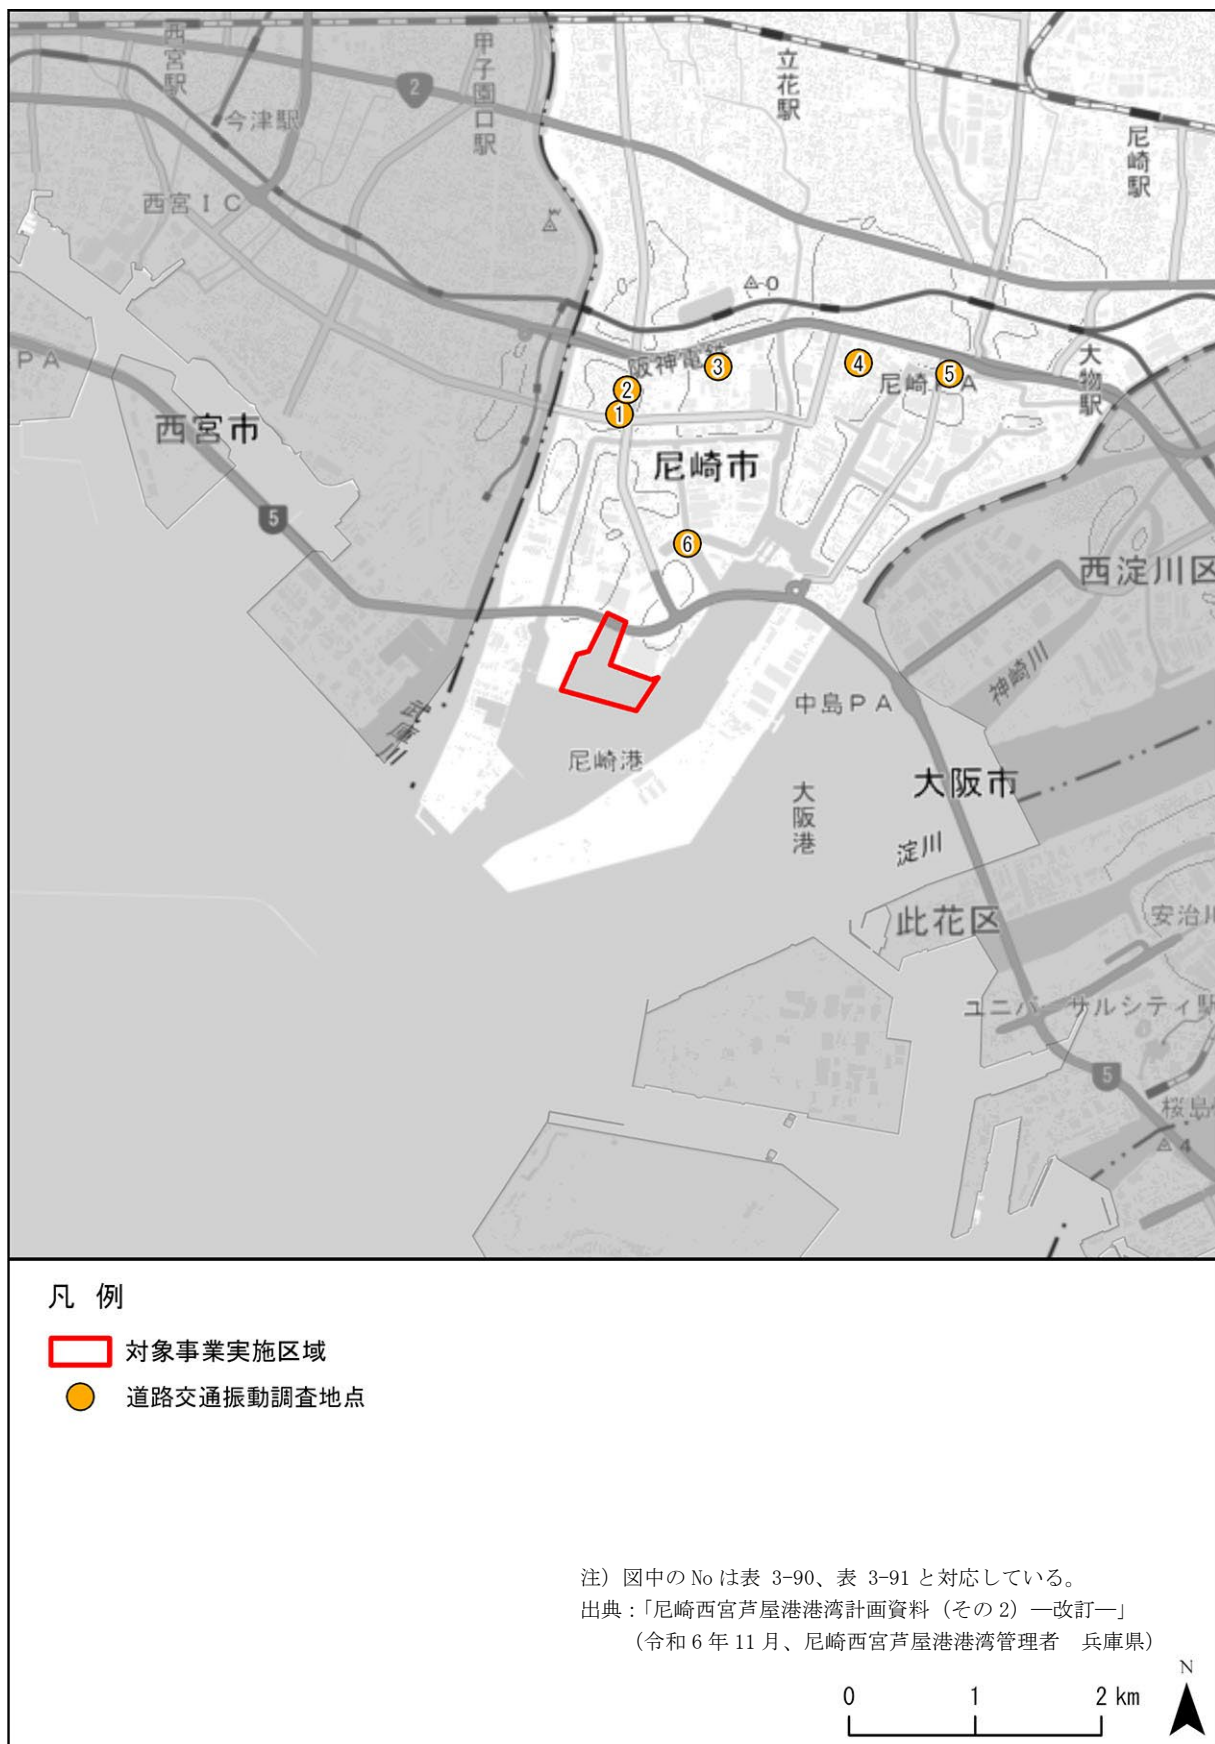 西宮駅
甲子園口駅
立花駅
尼崎駅
2
今津駅
西宮IC
0
阪神電鉄
3
4
尼崎PA
5
大物駅
2
1
PA
西宮市
尼崎市
5
6
西淀川区
神崎川
武庫川
中島PA
尼崎港
大阪港
大阪市
淀川
此花区
安治川
ユニバーサルシティ駅
5
桜島
4
凡 例
対象事業実施区域
道路交通振動調査地点
注）図中の No は表 3-90、表 3-91 と対応している。
出典：「尼崎西宮芦屋港港湾計画資料（その 2）―改訂―」
（令和 6 年 11 月、尼崎西宮芦屋港港湾管理者 兵庫県）
N
0 1 2 km